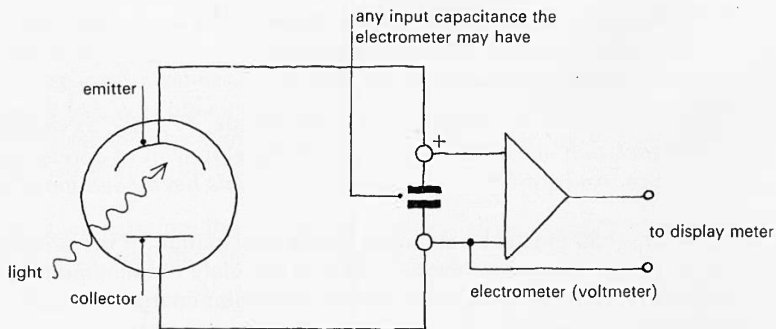 any input capacitance the
electrometer may have
emitter
+
to display meter
light
collector
electrometer (voltmeter)